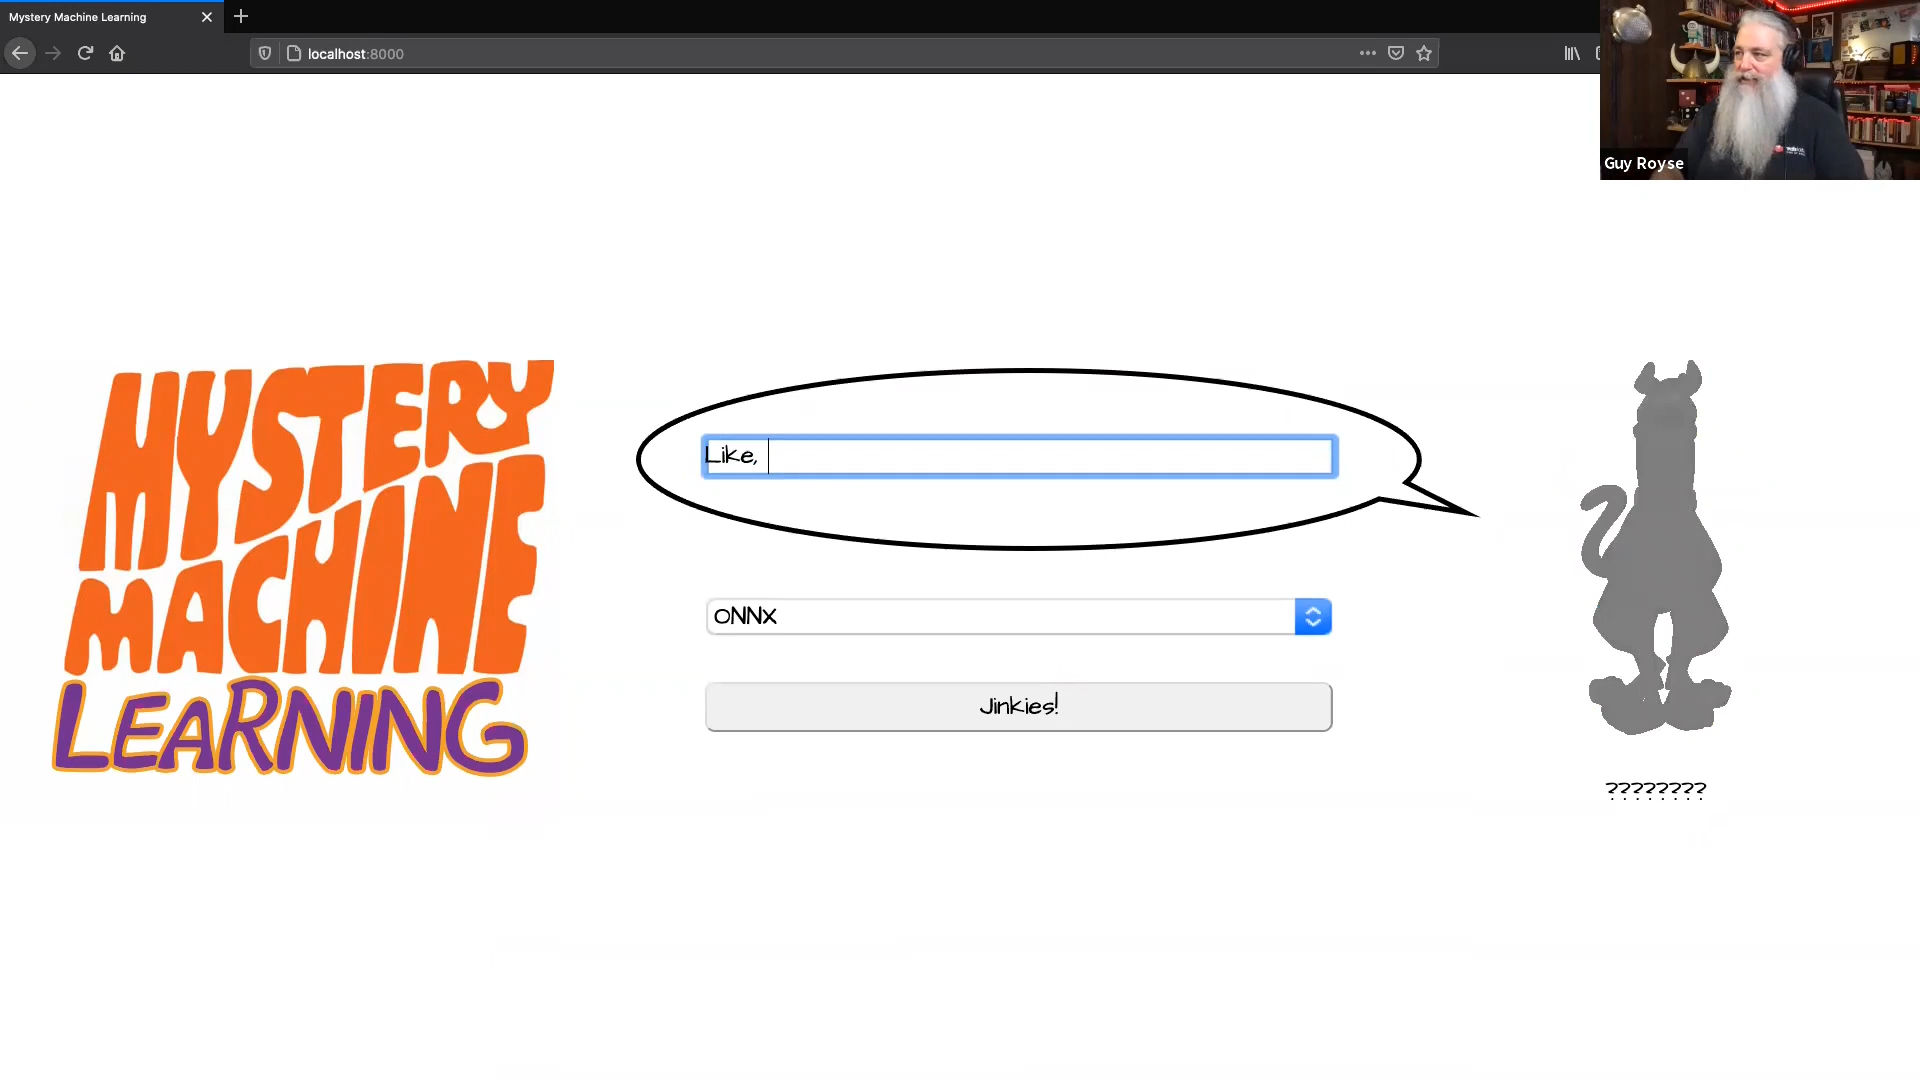 Mystery Machine Learning
localhost:8000
Guy Royse
MYSTERY
MACHINE
LEARNING
Like,
ONNX
Jinkies!
????????